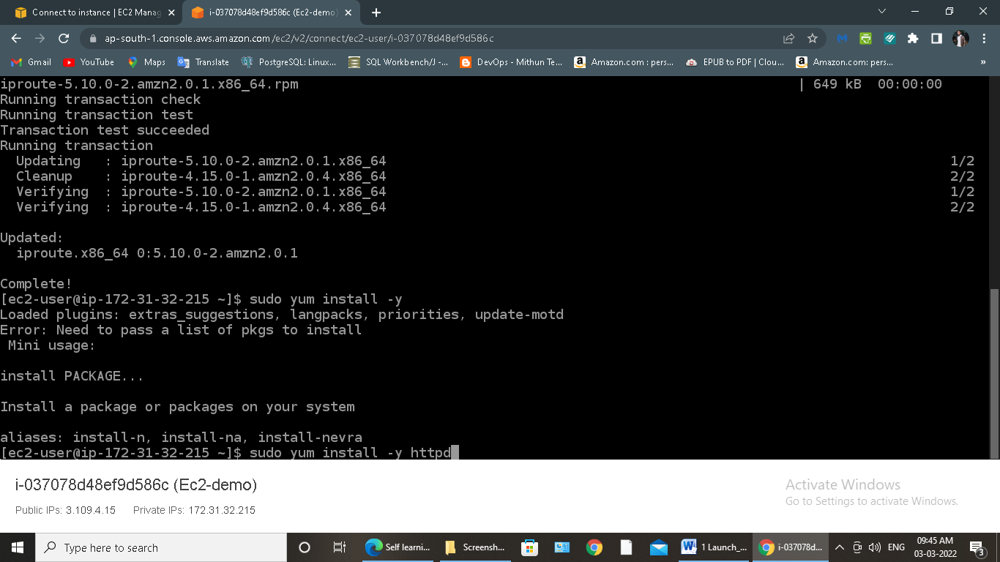 Connect to instance | EC2 Manag
i-037078d48ef9d586c (Ec2-demo)
ap-south-1.console.aws.amazon.com/ec2/v2/connect/ec2-user/i-037078d48ef9d586c
Gmail YouTube Maps Translate PostgreSQL: Linux... SQL Workbench/J -... DevOps - Mithun Te... Amazon.com : pers... EPUB to PDF | Clou... Amazon.com: pers... »
iproute-5.10.0-2.amzn2.0.1.x86_64.rpm | 649 kB 00:00:00
Running transaction check
Running transaction test
Transaction test succeeded
Running transaction
Updating : iproute-5.10.0-2.amzn2.0.1.x86_64 1/2
Cleanup : iproute-4.15.0-1.amzn2.0.4.x86_64 2/2
Verifying : iproute-5.10.0-2.amzn2.0.1.x86_64 1/2
Verifying : iproute-4.15.0-1.amzn2.0.4.x86_64 2/2
Updated:
iproute.x86_64 0:5.10.0-2.amzn2.0.1
Complete!
[ec2-user@ip-172-31-32-215 ~]$ sudo yum install -y
Loaded plugins: extras_suggestions, langpacks, priorities, update-motd
Error: Need to pass a list of pkgs to install
Mini usage:
install PACKAGE...
Install a package or packages on your system
aliases: install-n, install-na, install-nevra
[ec2-user@ip-172-31-32-215 ~]$ sudo yum install -y httpd
i-037078d48ef9d586c (Ec2-demo)
Public IPs: 3.109.4.15 Private IPs: 172.31.32.215
Activate Windows
Go to Settings to activate Windows.
Type here to search
Self learni...
Screensh...
1 Launch_...
i-037078d...
ENG
09:45 AM
03-03-2022
3